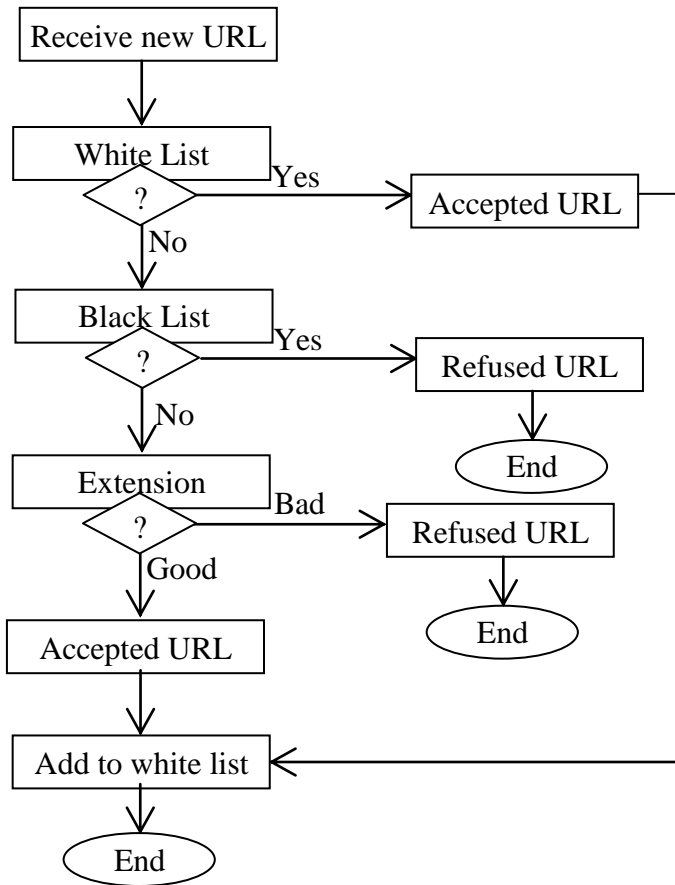 Receive new URL
White List
?
Yes
Accepted URL
No
Black List
?
Yes
Refused URL
No
End
Extension
?
Bad
Refused URL
Good
End
Accepted URL
Add to white list
End